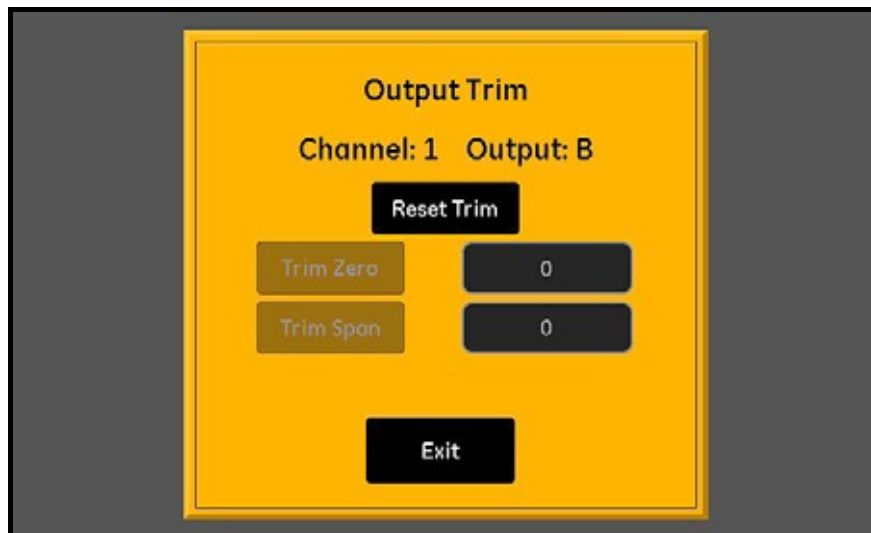 Output Trim
Channel: 1 Output: B
Reset Trim
Trim Zero 0
Trim Span 0
Exit